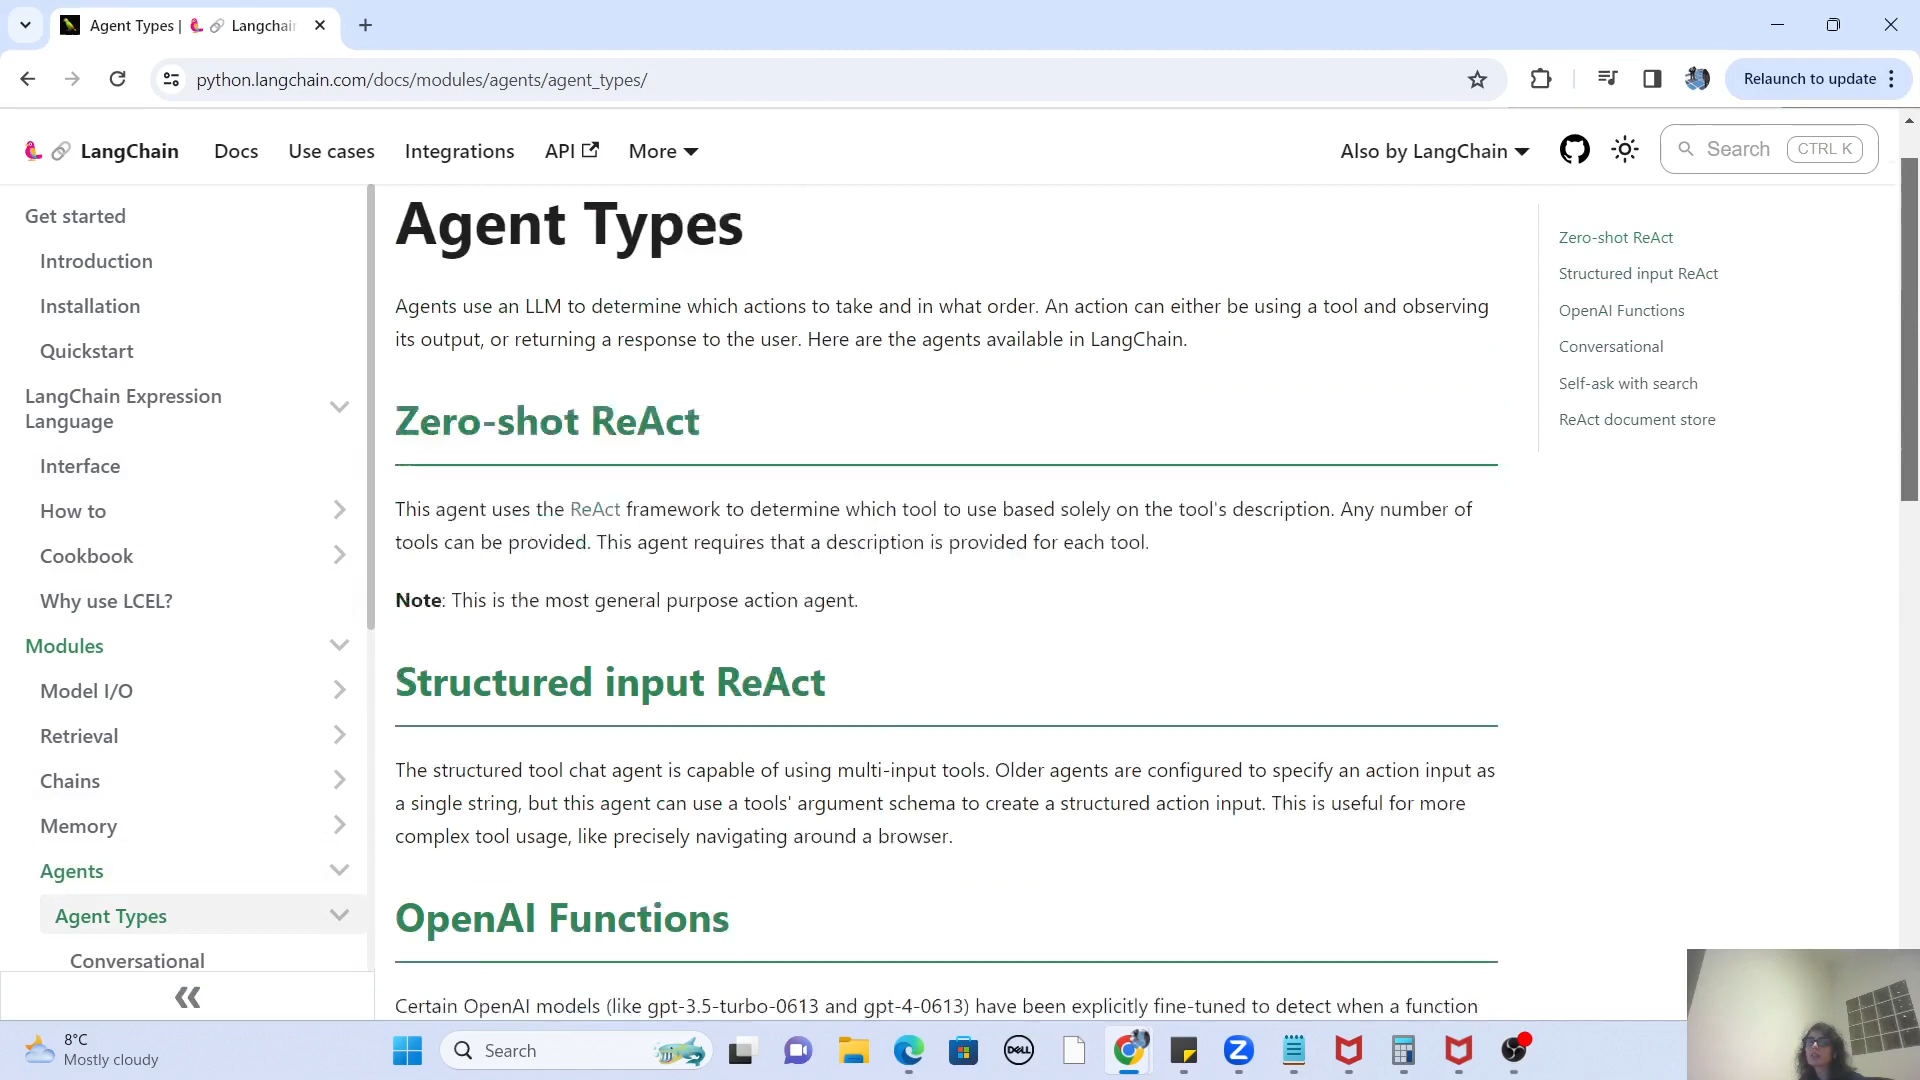 Agent Types | Langchain
python.langchain.com/docs/modules/agents/agent_types/
Relaunch to update
LangChain
Docs
Use cases
Integrations
API
More
Also by LangChain
Search
CTRL K
Get started
Introduction
Installation
Quickstart
LangChain Expression
Language
Interface
How to
Cookbook
Why use LCEL?
Modules
Model I/O
Retrieval
Chains
Memory
Agents
Agent Types
Conversational
Agent Types
Agents use an LLM to determine which actions to take and in what order. An action can either be using a tool and observing
its output, or returning a response to the user. Here are the agents available in LangChain.
Zero-shot ReAct
This agent uses the ReAct framework to determine which tool to use based solely on the tool's description. Any number of
tools can be provided. This agent requires that a description is provided for each tool.
Note: This is the most general purpose action agent.
Structured input ReAct
The structured tool chat agent is capable of using multi-input tools. Older agents are configured to specify an action input as
a single string, but this agent can use a tools' argument schema to create a structured action input. This is useful for more
complex tool usage, like precisely navigating around a browser.
OpenAI Functions
Certain OpenAI models (like gpt-3.5-turbo-0613 and gpt-4-0613) have been explicitly fine-tuned to detect when a function
Zero-shot ReAct
Structured input ReAct
OpenAI Functions
Conversational
Self-ask with search
ReAct document store
8°C
Mostly cloudy
Search
DELL